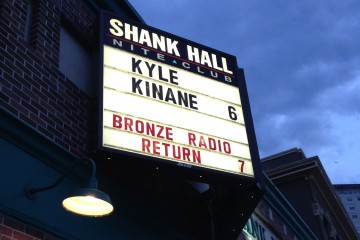 SHANK HALL
NITE★CLUB
KYLE
KINANE 6
BRONZE RADIO
RETURN 7